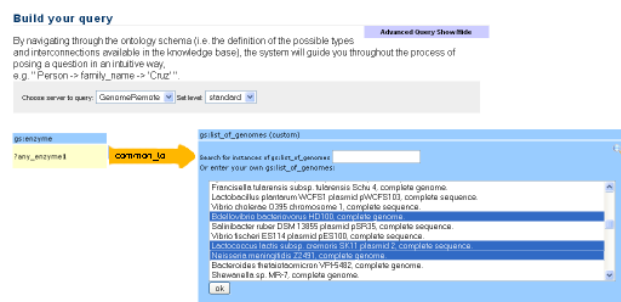 Build your query
Advanced Query Show/Hide
By navigating through the ontology schema (i.e. the definition of the possible types
and interconnections available in the knowledge base), the system will guide you throughout the process of
posing a question in an intuitive way,
e.g. "Person -> family_name -> 'Cruz'".
Choose server to query: GenomeRemote Set level: standard
gs:enzyme
gs:list_of_genomes (custom)
?any_enzyme1
common_to
Search for instances of gs:list_of_genomes
Or enter your own gs:list_of_genomes:
Francisella tularensis subsp. tularensis Schu 4, complete genome.
Lactobacillus plantarum WCFS1 plasmid pWCFS103, complete sequence.
Vibrio cholerae O395 chromosome 1, complete sequence.
Bdellovibrio bacteriovorus HD100, complete genome.
Salinibacter ruber DSM 13855 plasmid pSR35, complete sequence.
Vibrio fischeri ES114 plasmid pES100, complete sequence.
Lactococcus lactis subsp. cremoris SK11 plasmid 2, complete sequence.
Neisseria meningitidis Z2491, complete genome.
Bacteroides thetaiotaomicron VPI-5482, complete genome.
Shewanella sp. MR-7, complete genome.
ok